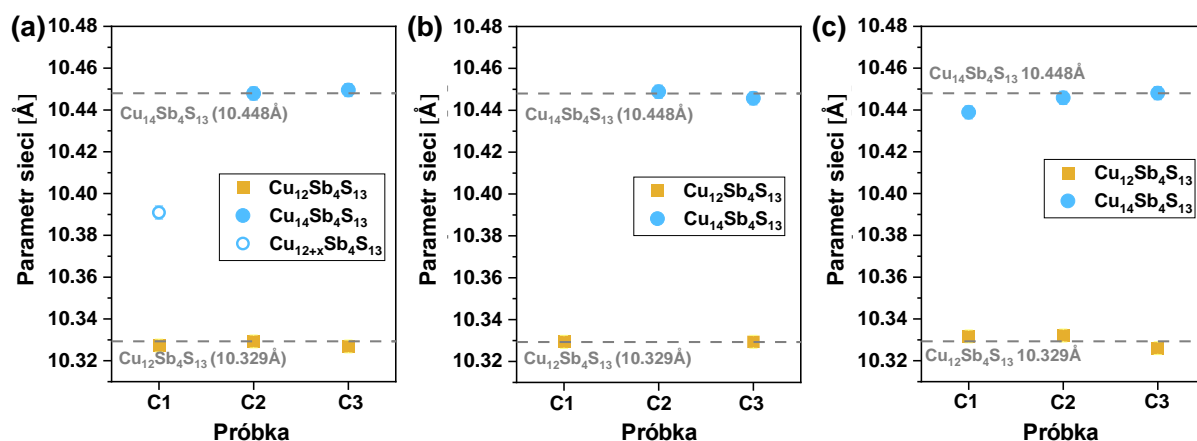 (a)
Parametr sieci [Å]
10.48
10.46
10.44
10.42
10.40
10.38
10.36
10.34
10.32
Cu₁₄Sb₄S₁₃ (10.448Å)
Cu₁₂Sb₄S₁₃
Cu₁₄Sb₄S₁₃
Cu₁₂₊ₓSb₄S₁₃
Cu₁₂Sb₄S₁₃ (10.329Å)
C1 C2 C3
Próbka
(b)
Parametr sieci [Å]
10.48
10.46
10.44
10.42
10.40
10.38
10.36
10.34
10.32
Cu₁₄Sb₄S₁₃ (10.448Å)
Cu₁₂Sb₄S₁₃
Cu₁₄Sb₄S₁₃
Cu₁₂Sb₄S₁₃ (10.329Å)
C1 C2 C3
Próbka
(c)
Parametr sieci [Å]
10.48
10.46
10.44
10.42
10.40
10.38
10.36
10.34
10.32
Cu₁₄Sb₄S₁₃ 10.448Å
Cu₁₂Sb₄S₁₃
Cu₁₄Sb₄S₁₃
Cu₁₂Sb₄S₁₃ 10.329Å
C1 C2 C3
Próbka